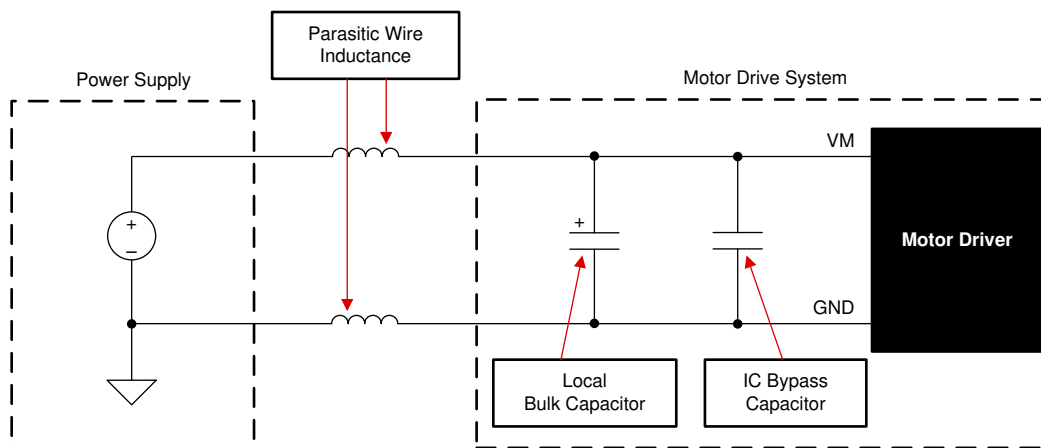 Parasitic Wire
Inductance
Power Supply
Motor Drive System
VM
+
–
+
Motor Driver
GND
Local
Bulk Capacitor
IC Bypass
Capacitor